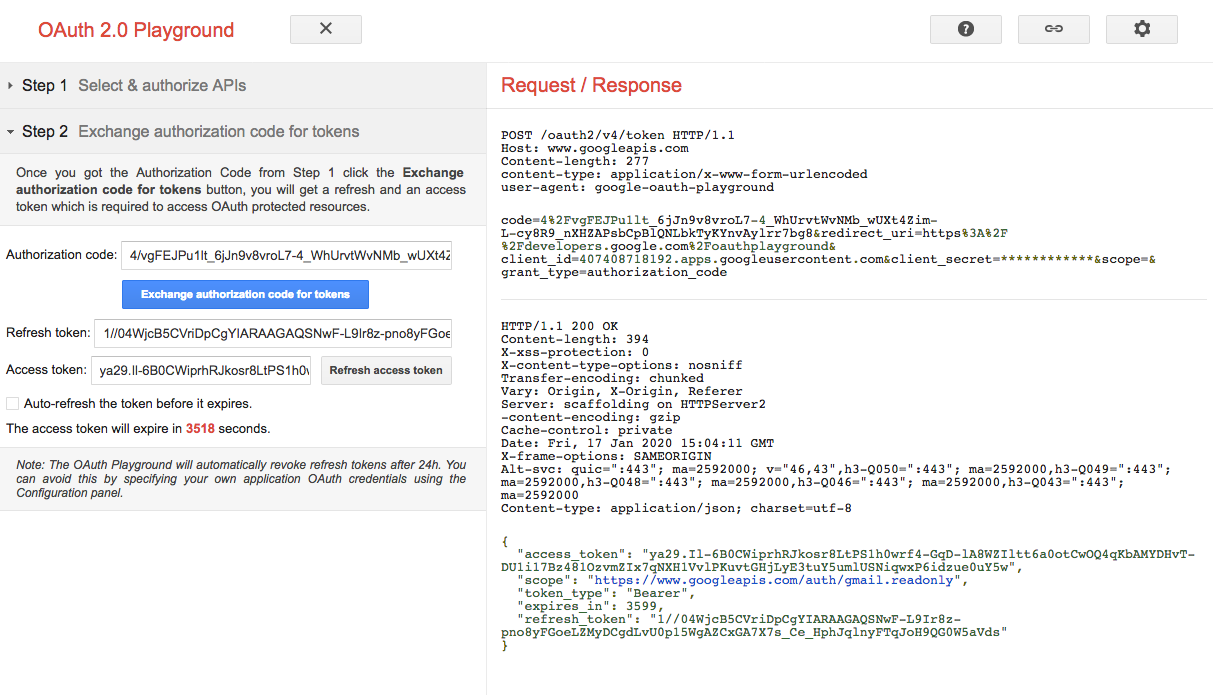 OAuth 2.0 Playground
Step 1 Select & authorize APIs
Step 2 Exchange authorization code for tokens
Once you got the Authorization Code from Step 1 click the Exchange
authorization code for tokens button, you will get a refresh and an access
token which is required to access OAuth protected resources.
Authorization code: 4/vgFEJPu1lt_6jJn9v8vroL7-4_WhUrvtWvNMb_wUXt4Z
Exchange authorization code for tokens
Refresh token: 1//04WjcB5CVriDpCgYIARAAGAQSNwF-L9Ir8z-pno8yFGoe
Access token: ya29.Il-6B0CWiprhRJkosr8LtPS1h0w Refresh access token
Auto-refresh the token before it expires.
The access token will expire in 3518 seconds.
Note: The OAuth Playground will automatically revoke refresh tokens after 24h. You
can avoid this by specifying your own application OAuth credentials using the
Configuration panel.
Request / Response
POST /oauth2/v4/token HTTP/1.1
Host: www.googleapis.com
Content-length: 277
content-type: application/x-www-form-urlencoded
user-agent: google-oauth-playground
code=4%2FvgFEJPu1lt_6jJn9v8vroL7-4_WhUrvtWvNMb_wUXt4Zim-
L-cy8R9_nXHZAPsbCpBlQNLbkTyKYnvAylrr7bg8&redirect_uri=https%3A%2F
%2Fdevelopers.google.com%2Foauthplayground&
client_id=407408718192.apps.googleusercontent.com&client_secret=************&scope=&
grant_type=authorization_code
HTTP/1.1 200 OK
Content-length: 394
X-xss-protection: 0
X-content-type-options: nosniff
Transfer-encoding: chunked
Vary: Origin, X-Origin, Referer
Server: scaffolding on HTTPServer2
-content-encoding: gzip
Cache-control: private
Date: Fri, 17 Jan 2020 15:04:11 GMT
X-frame-options: SAMEORIGIN
Alt-svc: quic=":443"; ma=2592000; v="46,43",h3-Q050=":443"; ma=2592000,h3-Q049=":443";
ma=2592000,h3-Q048=":443"; ma=2592000,h3-Q046=":443"; ma=2592000,h3-Q043=":443";
ma=2592000
Content-type: application/json; charset=utf-8
{
"access_token": "ya29.Il-6B0CWiprhRJkosr8LtPS1h0wrf4-GqD-lA8WZIltt6a0otCwOQ4qKbAMYDHvT-
DU1i17Bz481OzvmZIx7qNXH1VvlPKuvtGHjLyE3tuY5umlUSNiqwxP6idzue0uY5w",
"scope": "https://www.googleapis.com/auth/gmail.readonly",
"token_type": "Bearer",
"expires_in": 3599,
"refresh_token": "1//04WjcB5CVriDpCgYIARAAGAQSNwF-L9Ir8z-
pno8yFGoeLZMyDCgdLvU0p15WgAZCxGA7X7s_Ce_HphJqlnyFTqJoH9QG0W5aVds"
}